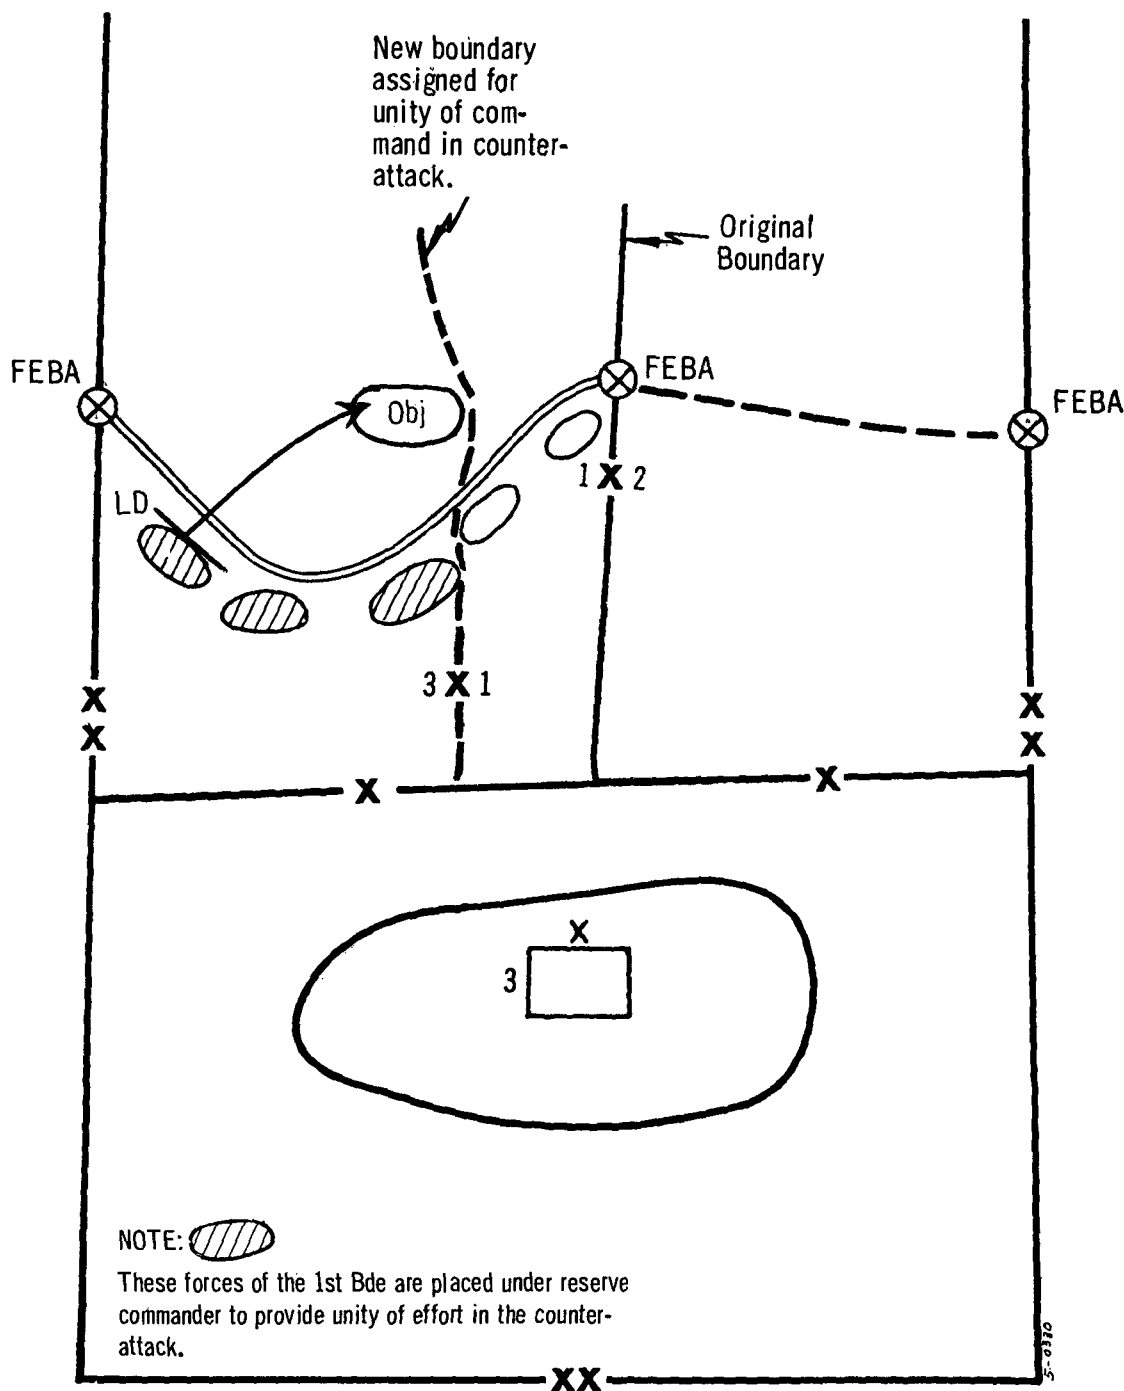 New boundary
assigned for
unity of com-
mand in counter-
attack.
Original
Boundary
FEBA
FEBA
FEBA
Obj
LD
1 X 2
3 X 1
X
X
X
X
X
X
X
3
NOTE:
These forces of the 1st Bde are placed under reserve
commander to provide unity of effort in the counter-
attack.
XX